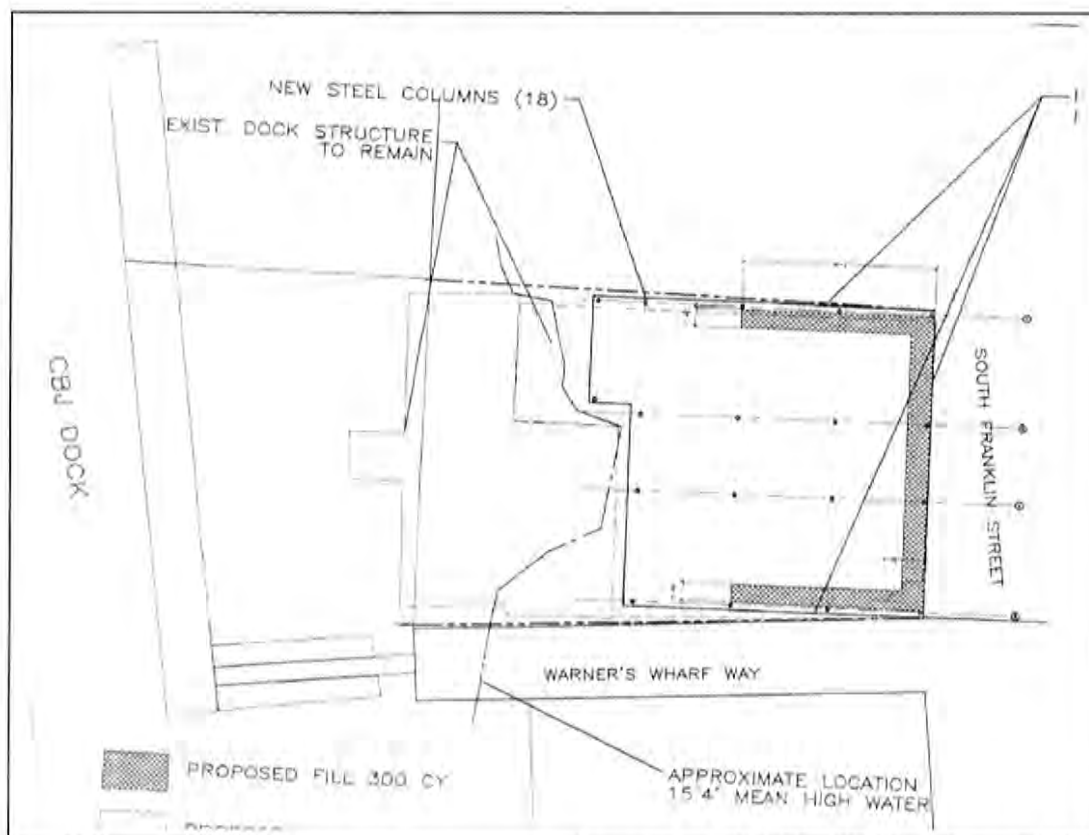 NEW STEEL COLUMNS (18)
EXIST. DOCK STRUCTURE
TO REMAIN
CBJ DOCK
SOUTH FRANKLIN STREET
WARNER'S WHARF WAY
PROPOSED FILL 300 CY
APPROXIMATE LOCATION
15.4' MEAN HIGH WATER